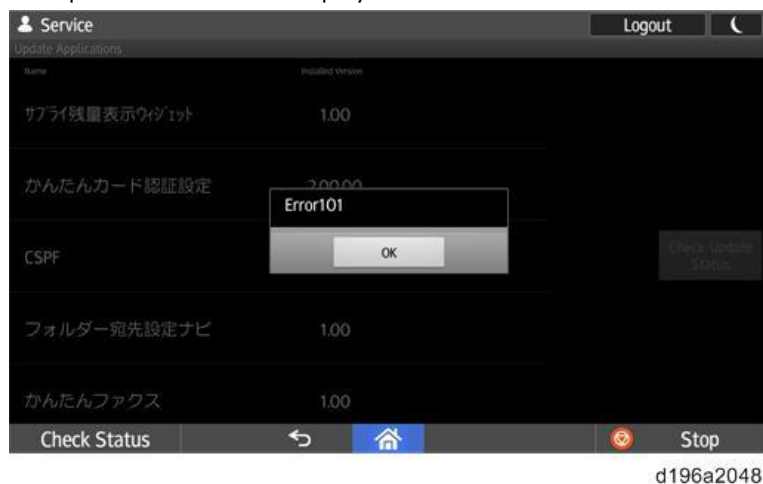 Service
Logout
Update Applications
Name
Installed Version
サプライ残量表示ウィジェット
1.00
かんたんカード認証設定
2.00.00
Error101
OK
CSPF
Check Update
Status
フォルダー宛先設定ナビ
1.00
かんたんファクス
1.00
Check Status
Stop
d196a2048